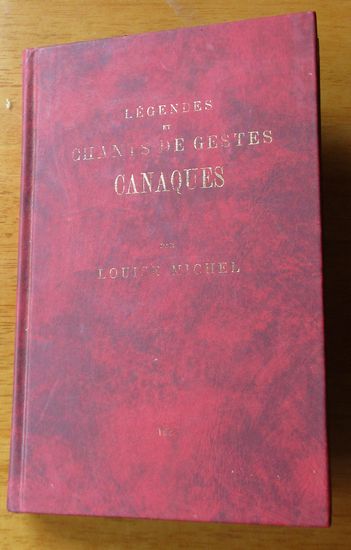 LÉGENDES
ET
CHANTS DE GESTES
CANAQUES
PAR
LOUISE MICHEL